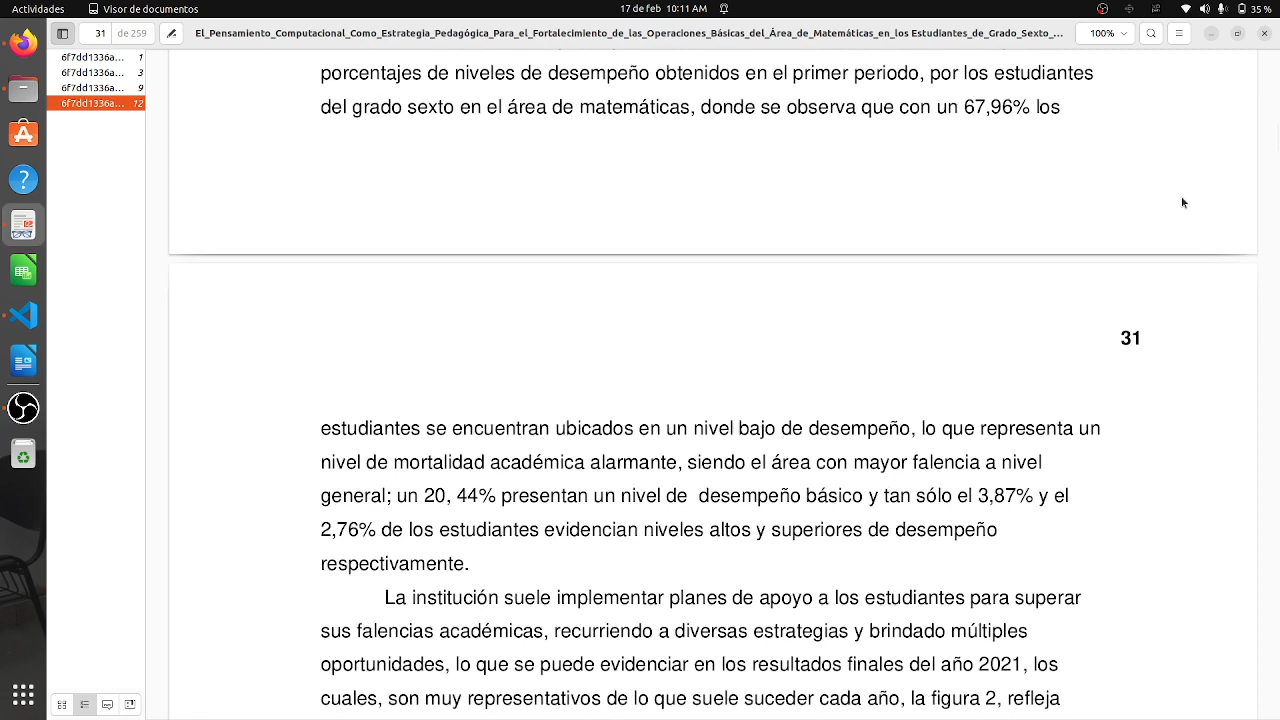 Actividades
Visor de documentos
17 de feb 10:11 AM
35 %
31
de 259
El_Pensamiento_Computacional_Como_Estrategia_Pedagógica_Para_el_Fortalecimiento_de_las_Operaciones_Básicas_del_Área_de_Matemáticas_en_los Estudiantes_de_Grado_Sexto_...
100%
6f7dd1336a... 1
6f7dd1336a... 3
6f7dd1336a... 9
6f7dd1336a... 12
porcentajes de niveles de desempeño obtenidos en el primer periodo, por los estudiantes
del grado sexto en el área de matemáticas, donde se observa que con un 67,96% los
31
estudiantes se encuentran ubicados en un nivel bajo de desempeño, lo que representa un
nivel de mortalidad académica alarmante, siendo el área con mayor falencia a nivel
general; un 20, 44% presentan un nivel de  desempeño básico y tan sólo el 3,87% y el
2,76% de los estudiantes evidencian niveles altos y superiores de desempeño
respectivamente.
La institución suele implementar planes de apoyo a los estudiantes para superar
sus falencias académicas, recurriendo a diversas estrategias y brindado múltiples
oportunidades, lo que se puede evidenciar en los resultados finales del año 2021, los
cuales, son muy representativos de lo que suele suceder cada año, la figura 2, refleja